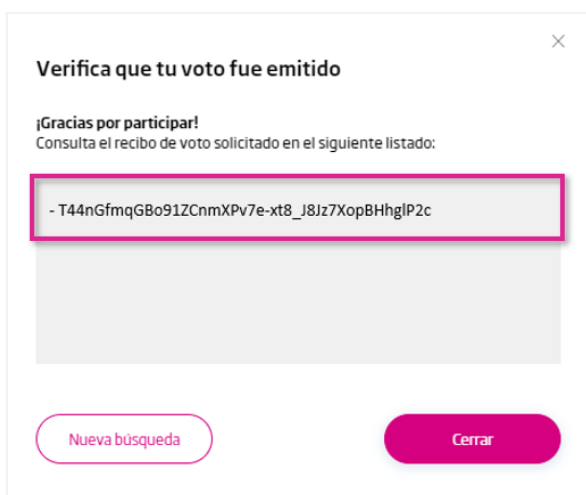 Verifica que tu voto fue emitido
¡Gracias por participar!
Consulta el recibo de voto solicitado en el siguiente listado:
- T44nGfmqGBo91ZCnmXPv7e-xt8_J8Jz7XopBHhglP2c
Nueva búsqueda
Cerrar